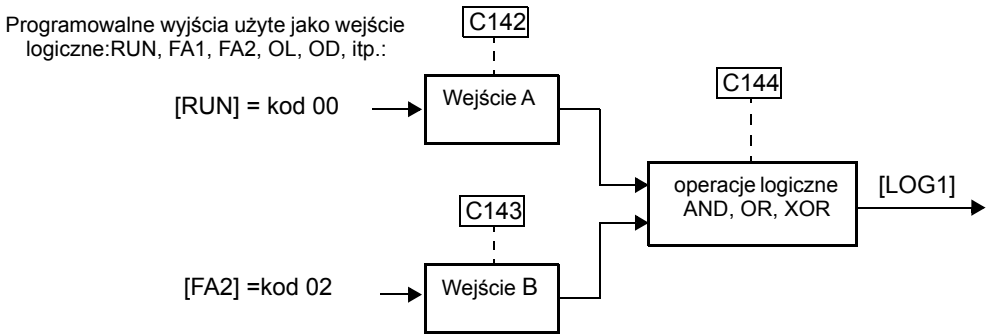 Programowalne wyjścia użyte jako wejście
logiczne:RUN, FA1, FA2, OL, OD, itp.:
C142
[RUN] = kod 00
Wejście A
C144
operacje logiczne
AND, OR, XOR
[LOG1]
C143
[FA2] =kod 02
Wejście B